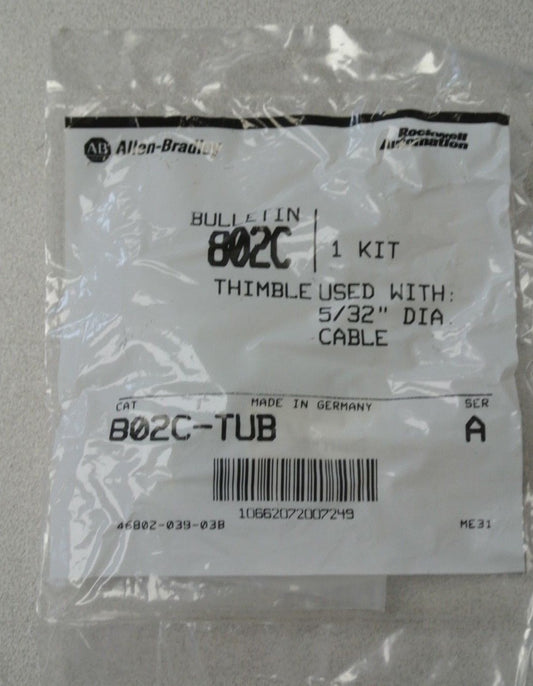 AB Allen-Bradley
Rockwell
Automation
BULLETIN
802C
1 KIT
THIMBLE USED WITH:
5/32" DIA.
CABLE
CAT MADE IN GERMANY SER
802C-TUB A
10662072007249
46802-039-03B ME31